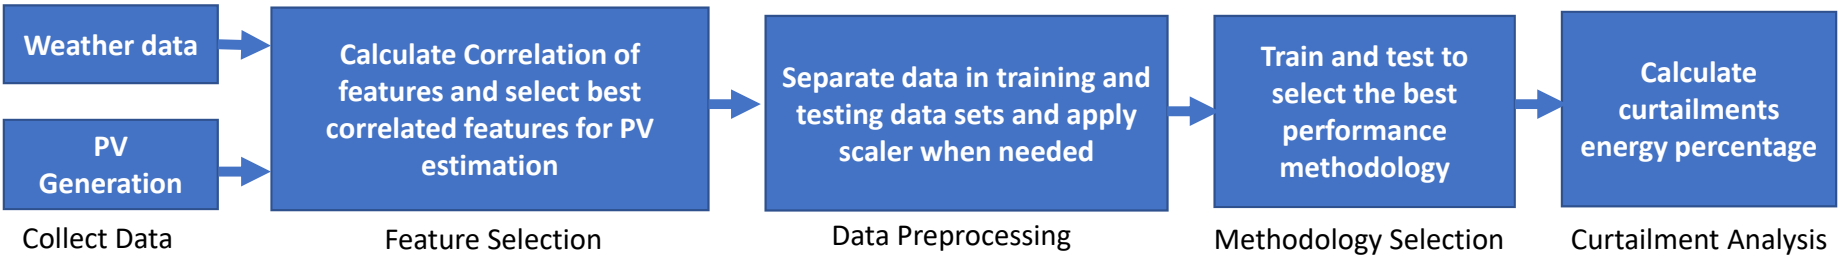 Weather data
PV
Generation
Collect Data
Calculate Correlation of
features and select best
correlated features for PV
estimation
Feature Selection
Separate data in training and
testing data sets and apply
scaler when needed
Data Preprocessing
Train and test to
select the best
performance
methodology
Methodology Selection
Calculate
curtailments
energy percentage
Curtailment Analysis